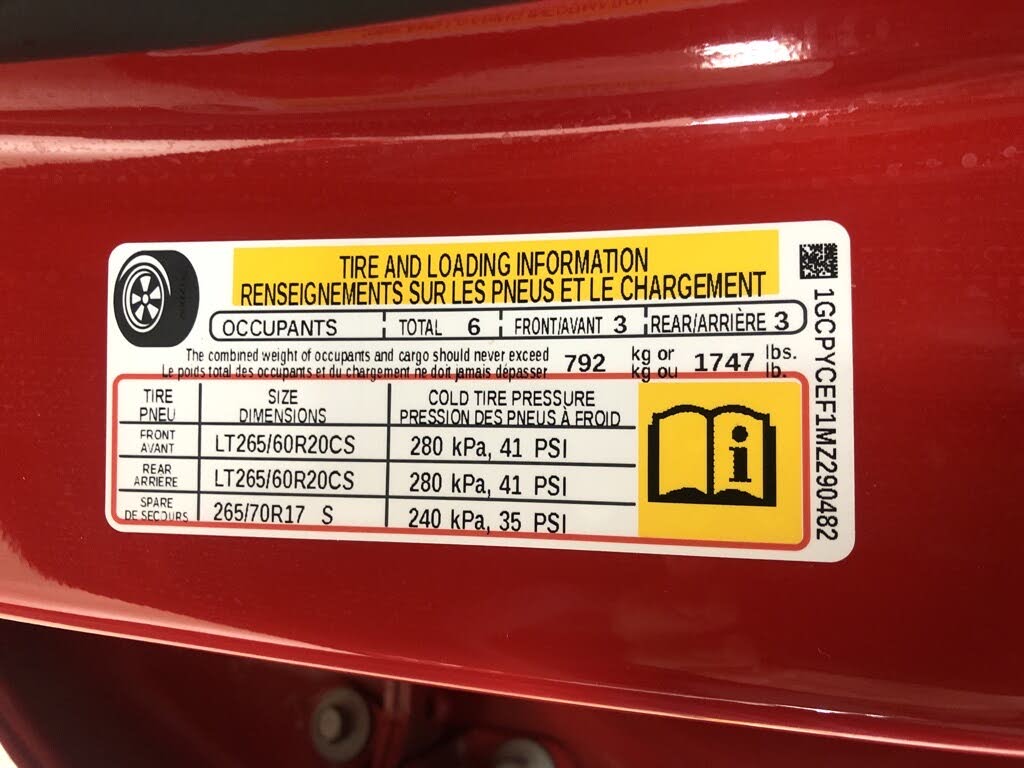 TIRE AND LOADING INFORMATION
RENSEIGNEMENTS SUR LES PNEUS ET LE CHARGEMENT
OCCUPANTS TOTAL 6 FRONT/AVANT 3 REAR/ARRIÈRE 3
The combined weight of occupants and cargo should never exceed 792 kg or 1747 lbs.
Le poids total des occupants et du chargement ne doit jamais dépasser kg ou lb.
TIRE SIZE COLD TIRE PRESSURE
PNEU DIMENSIONS PRESSION DES PNEUS À FROID
FRONT
AVANT LT265/60R20CS 280 kPa, 41 PSI
REAR
ARRIÈRE LT265/60R20CS 280 kPa, 41 PSI
SPARE
DE SECOURS 265/70R17 S 240 kPa, 35 PSI
i
1GCPYCEF1MZ290482